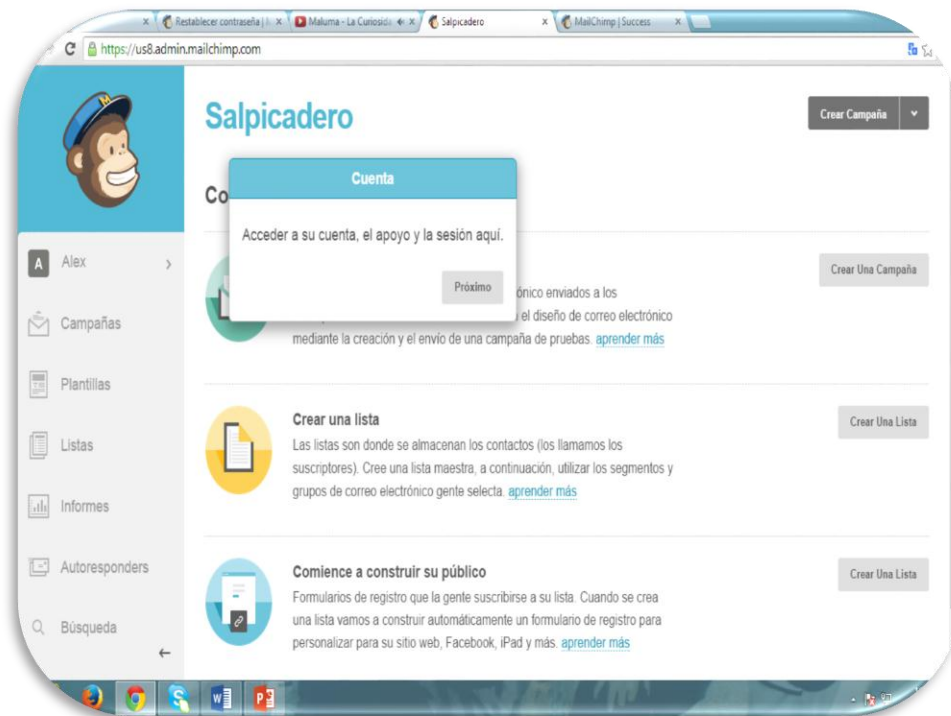 Restablecer contraseña |
Maluma - La Curiosida
Salpicadero
MailChimp | Success
https://us8.admin.mailchimp.com
M
Salpicadero
Crear Campaña
Cuenta
Co
Acceder a su cuenta, el apoyo y la sesión aquí.
Próximo
A Alex
Campañas
Plantillas
Listas
Informes
Autoresponders
Búsqueda
Crear Una Campaña
ónico enviados a los
el diseño de correo electrónico
mediante la creación y el envío de una campaña de pruebas. aprender más
Crear una lista
Crear Una Lista
Las listas son donde se almacenan los contactos (los llamamos los
suscriptores). Cree una lista maestra, a continuación, utilizar los segmentos y
grupos de correo electrónico gente selecta. aprender más
Comience a construir su público
Crear Una Lista
Formularios de registro que la gente suscribirse a su lista. Cuando se crea
una lista vamos a construir automáticamente un formulario de registro para
personalizar para su sitio web, Facebook, iPad y más. aprender más